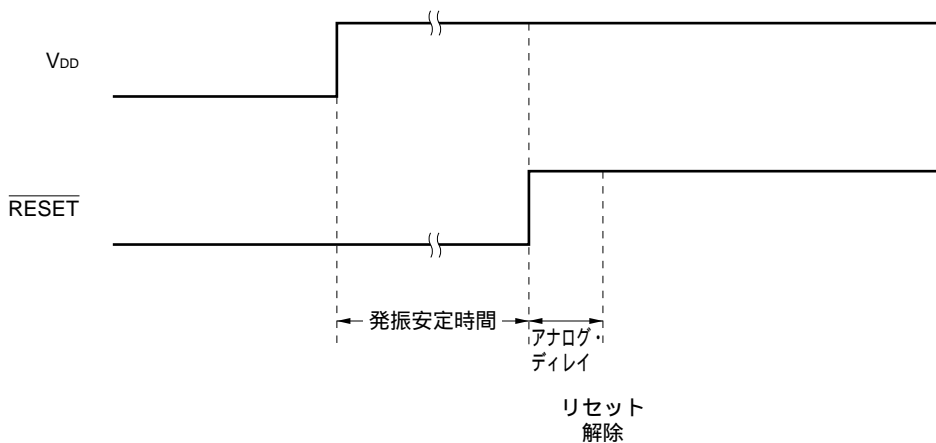 VDD
RESET
発振安定時間
アナログ・
ディレイ
リセット
解除